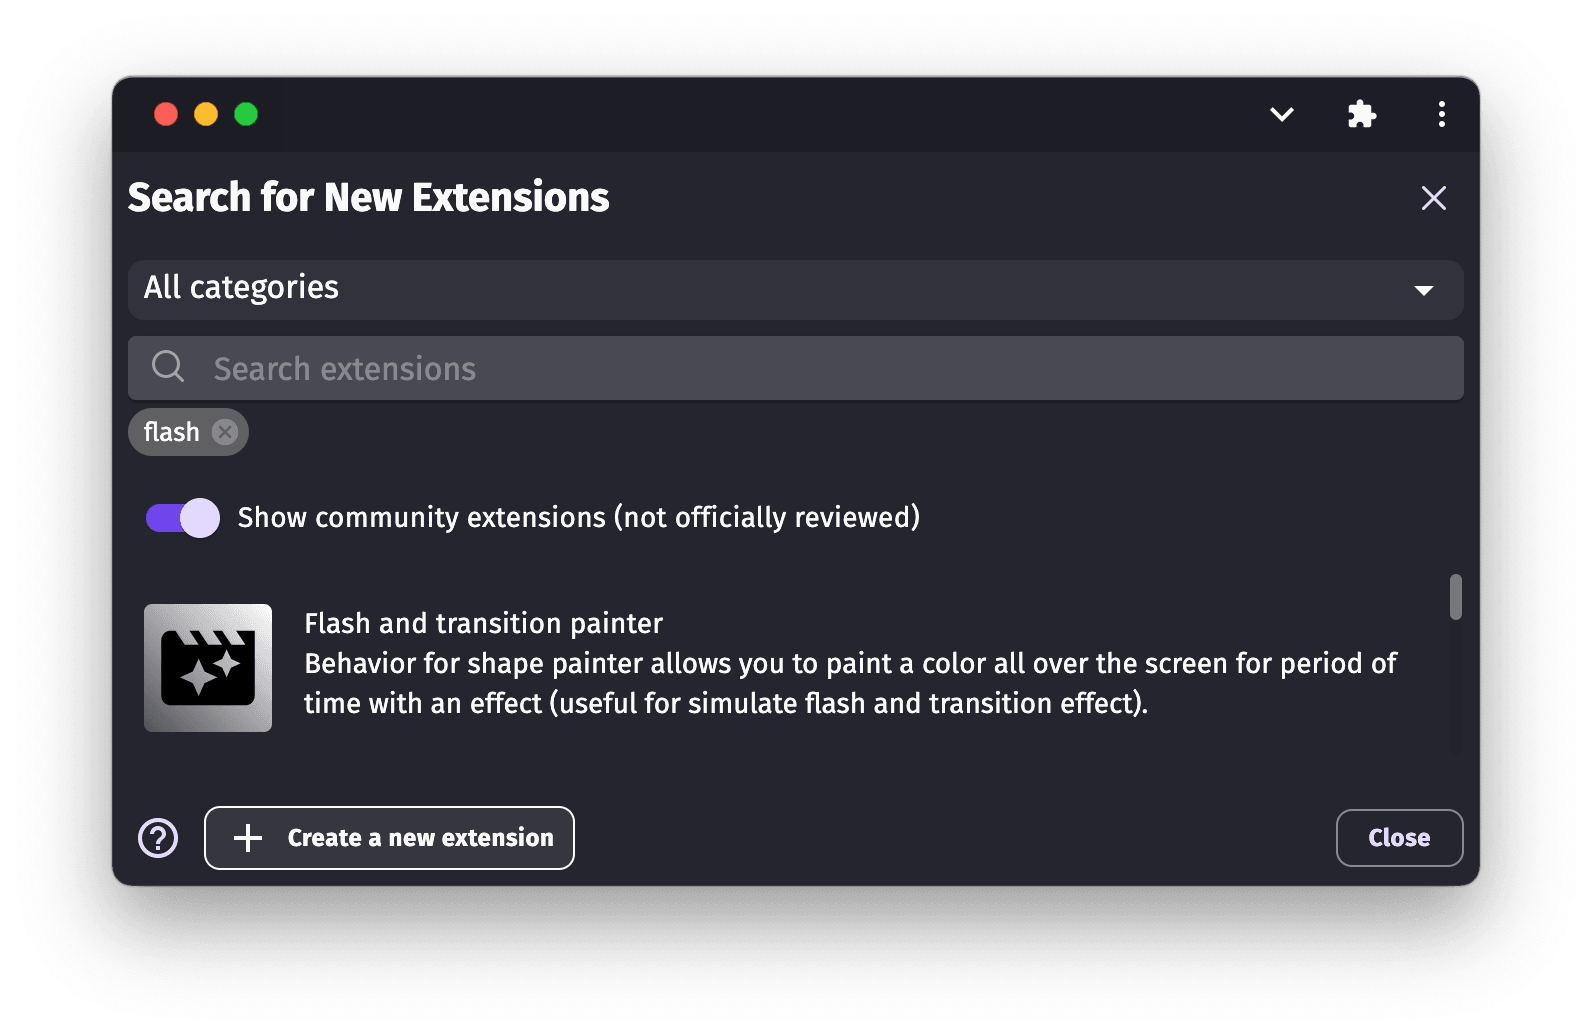 Search for New Extensions
All categories
Search extensions
flash
Show community extensions (not officially reviewed)
Flash and transition painter
Behavior for shape painter allows you to paint a color all over the screen for period of
time with an effect (useful for simulate flash and transition effect).
Create a new extension
Close